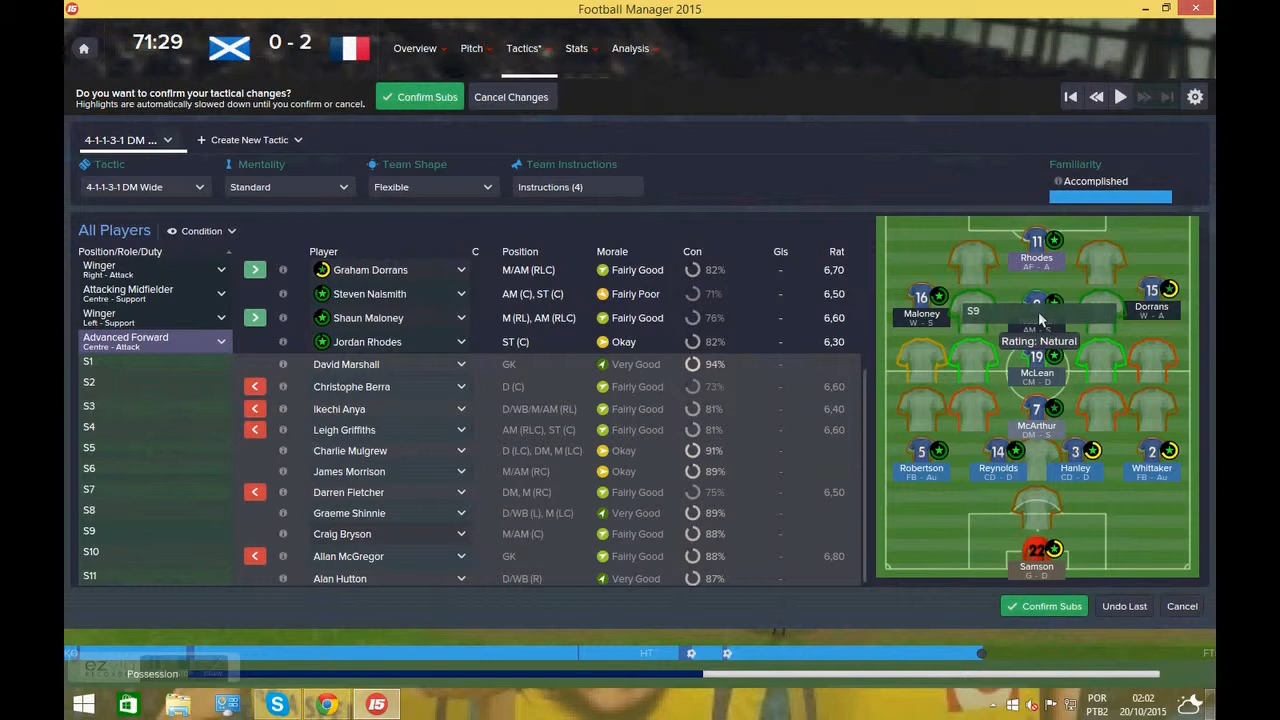 15
Football Manager 2015
71:29
0 - 2
Overview
Pitch
Tactics*
Stats
Analysis
Do you want to confirm your tactical changes?
Highlights are automatically slowed down until you confirm or cancel.
Confirm Subs
Cancel Changes
4-1-1-3-1 DM ...
+ Create New Tactic
Tactic
Mentality
Team Shape
Team Instructions
Familiarity
4-1-1-3-1 DM Wide
Standard
Flexible
Instructions (4)
Accomplished
All Players
Condition
Position/Role/Duty
Player
C
Position
Morale
Con
Gls
Rat
Winger
Right - Attack
Graham Dorrans
M/AM (RLC)
Fairly Good
82%
-
6,70
Attacking Midfielder
Centre - Support
Steven Naismith
AM (C), ST (C)
Fairly Poor
71%
-
6,50
Winger
Left - Support
Shaun Maloney
M (RL), AM (RLC)
Fairly Good
76%
-
6,60
Advanced Forward
Centre - Attack
Jordan Rhodes
ST (C)
Okay
82%
-
6,30
S1
David Marshall
GK
Very Good
94%
-
S2
Christophe Berra
D (C)
Fairly Good
73%
-
6,60
S3
Ikechi Anya
D/WB/M/AM (RL)
Fairly Good
81%
-
6,40
S4
Leigh Griffiths
AM (RLC), ST (C)
Fairly Good
81%
-
6,60
S5
Charlie Mulgrew
D (LC), DM, M (LC)
Okay
91%
-
S6
James Morrison
M/AM (RC)
Okay
89%
-
S7
Darren Fletcher
DM, M (RC)
Fairly Good
75%
-
6,50
S8
Graeme Shinnie
D/WB (L), M (LC)
Very Good
89%
-
S9
Craig Bryson
M/AM (C)
Fairly Good
88%
-
S10
Allan McGregor
GK
Fairly Good
88%
-
6,80
S11
Alan Hutton
D/WB (R)
Very Good
87%
-
11
Rhodes
AF - A
16
Maloney
W - S
S9
AM - S
15
Dorrans
W - A
Rating: Natural
19
McLean
CM - D
7
McArthur
DM - S
5
Robertson
FB - Au
14
Reynolds
CD - D
3
Hanley
CD - D
2
Whittaker
FB - Au
22
Samson
G - D
Confirm Subs
Undo Last
Cancel
KO
HT
FT
ez
Possession
15
POR
PTB2
02:02
20/10/2015